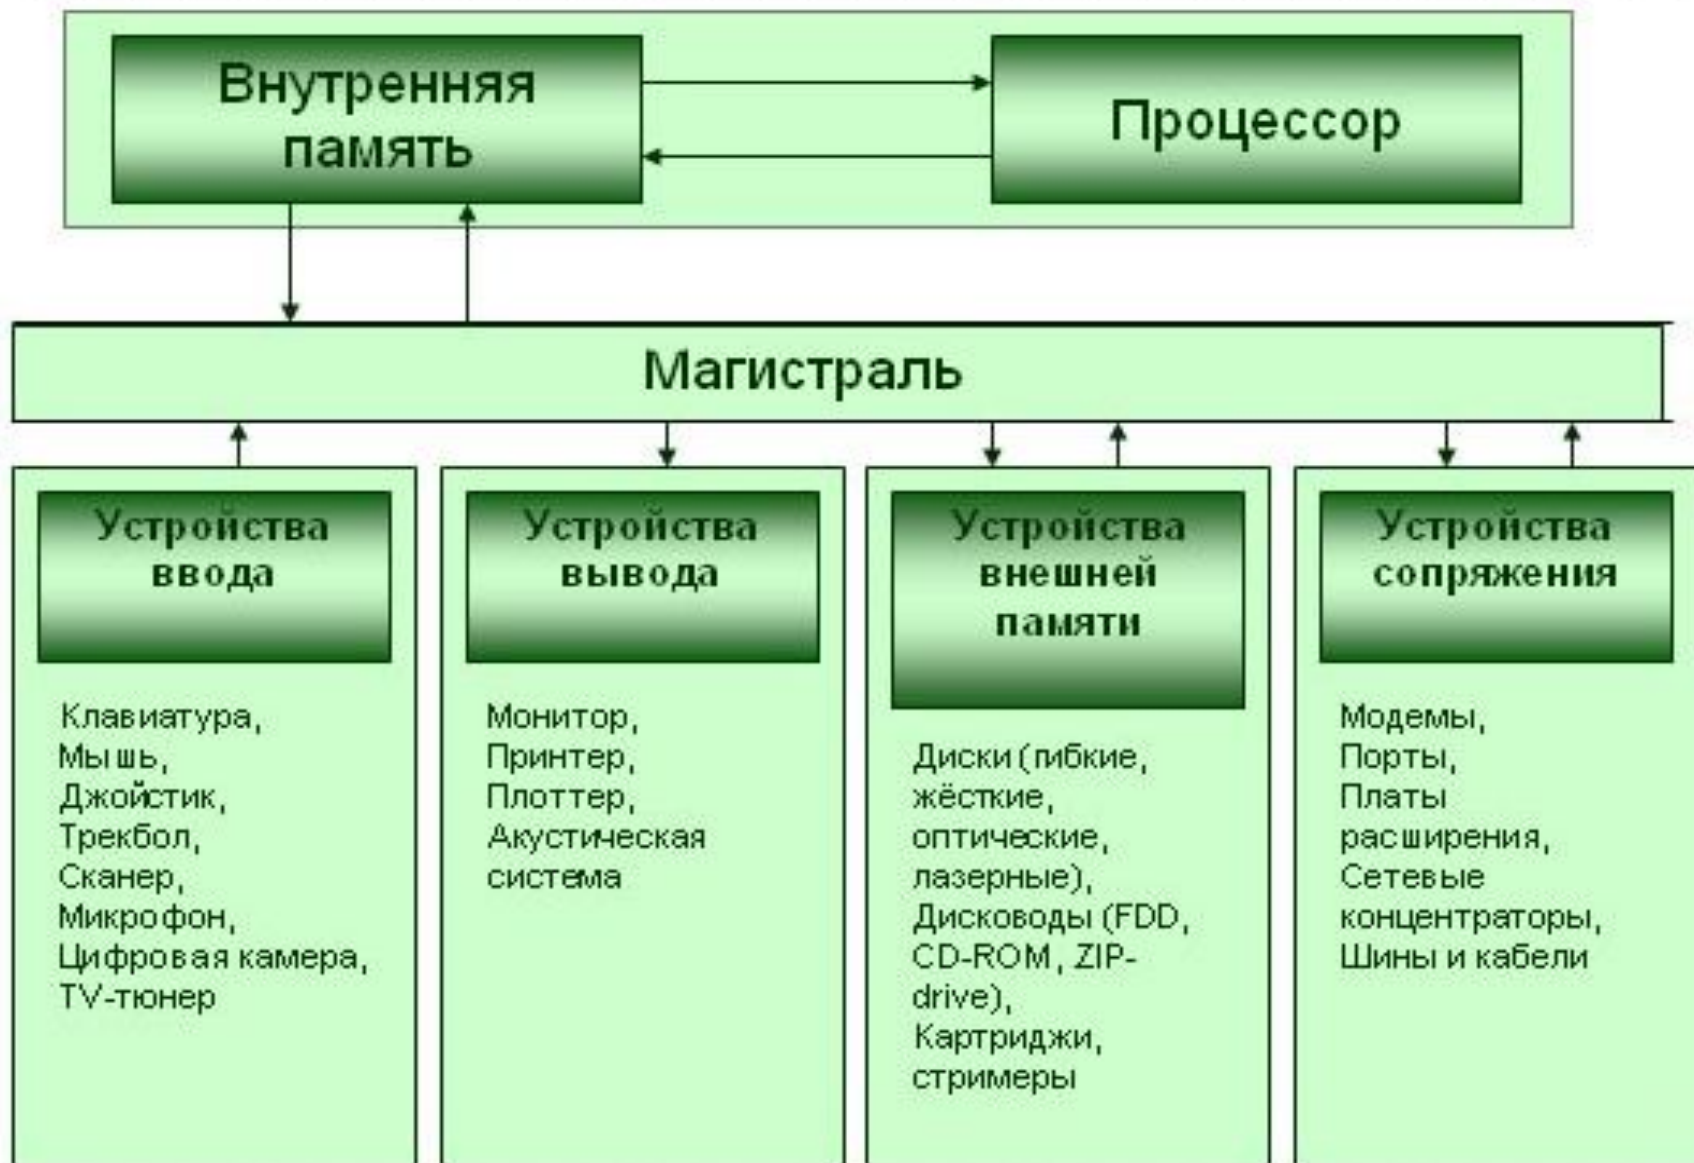 Внутренняя
память
Процессор
Магистраль
Устройства
ввода
Клавиатура,
Мышь,
Джойстик,
Трекбол,
Сканер,
Микрофон,
Цифровая камера,
TV-тюнер
Устройства
вывода
Монитор,
Принтер,
Плоттер,
Акустическая
система
Устройства
внешней
памяти
Диски (гибкие,
жёсткие,
оптические,
лазерные),
Дисководы (FDD,
CD-ROM, ZIP-
drive),
Картриджи,
стримеры
Устройства
сопряжения
Модемы,
Порты,
Платы
расширения,
Сетевые
концентраторы,
Шины и кабели